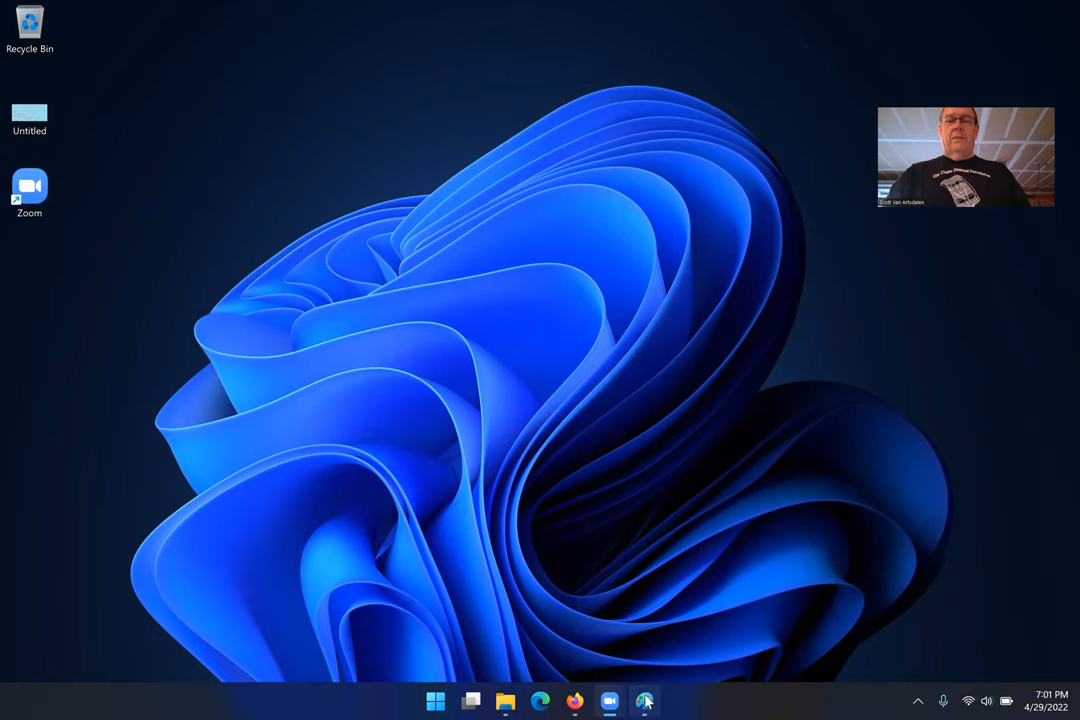 Recycle Bin
Untitled
Zoom
Scott Van Artsdalen
7:01 PM
4/29/2022